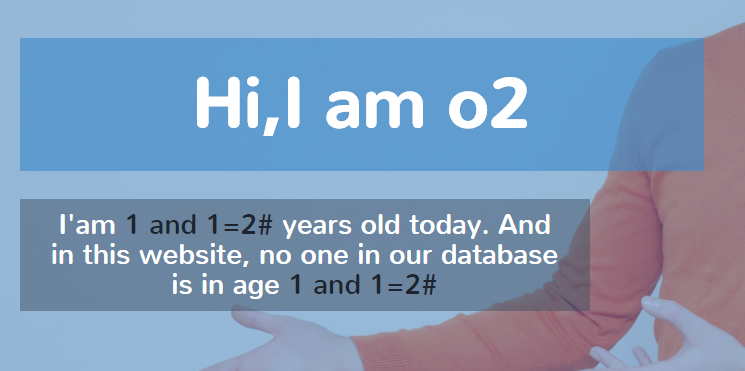 Hi,I am o2
I'am 1 and 1=2# years old today. And
in this website, no one in our database
is in age 1 and 1=2#